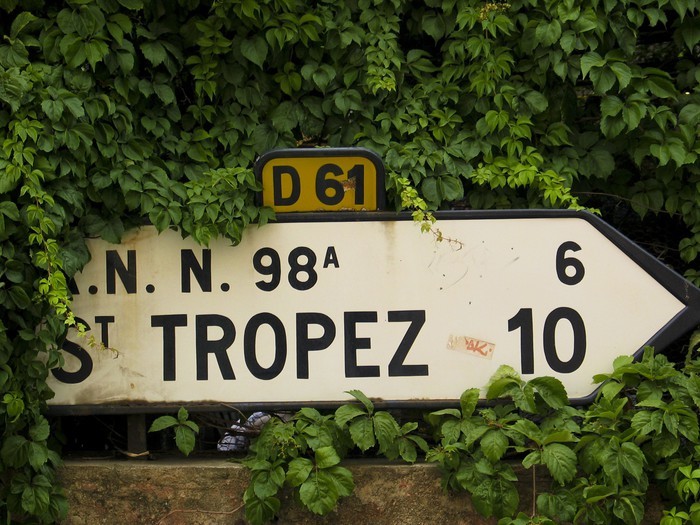 D 61
.N. N. 98A 6
ST TROPEZ 10